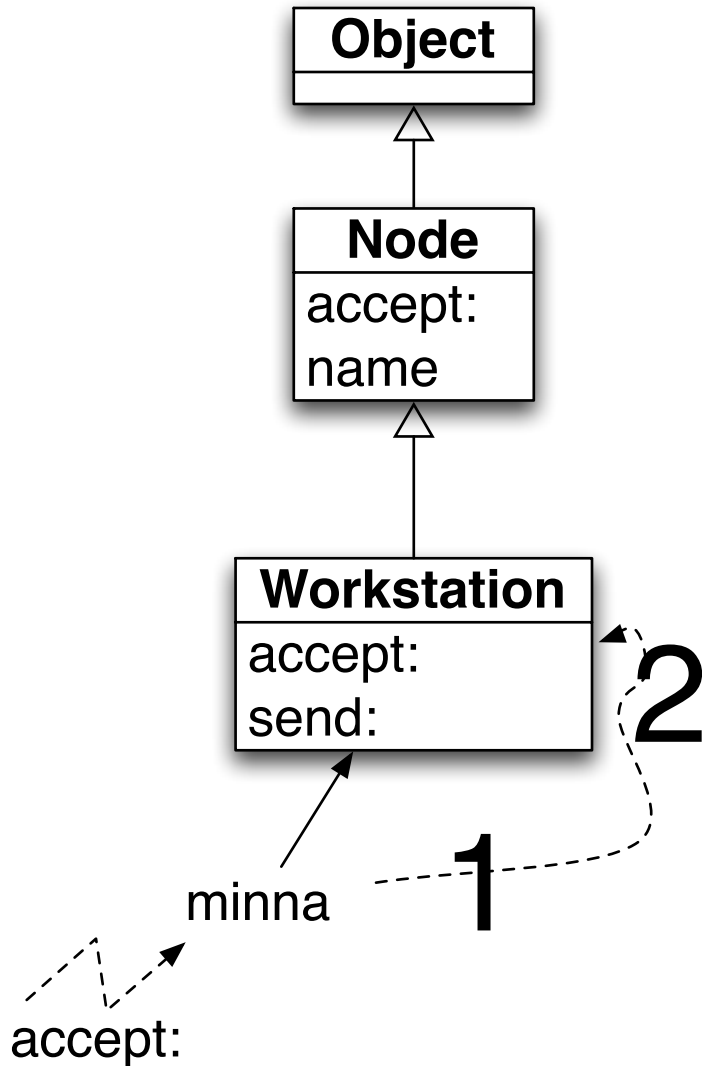 Object
Node
accept:
name
Workstation
accept:
send:
2
1
minna
accept: